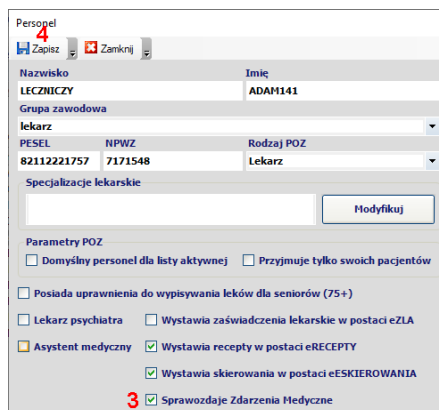 Personel
4
Zapisz Zamknij
Nazwisko Imię
LECZNICZY ADAM141
Grupa zawodowa
lekarz
PESEL NPWZ Rodzaj POZ
82112221757 7171548 Lekarz
Specjalizacje lekarskie
Modyfikuj
Parametry POZ
Domyślny personel dla listy aktywnej Przyjmuje tylko swoich pacjentów
Posiada uprawnienia do wypisywania leków dla seniorów (75+)
Lekarz psychiatra Wystawia zaświadczenia lekarskie w postaci eZLA
Asystent medyczny Wystawia recepty w postaci eRECEPTY
Wystawia skierowania w postaci eESKIEROWANIA
3 Sprawozdaje Zdarzenia Medyczne